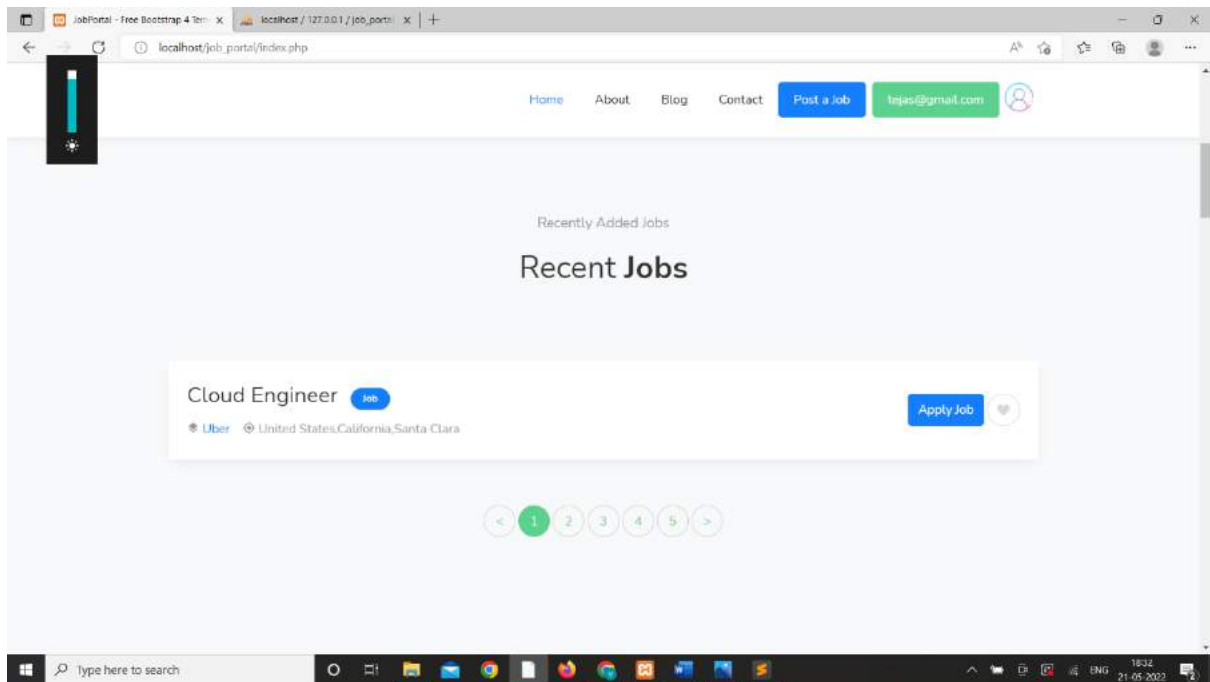 JobPortal - Free Bootstrap 4 Tem
localhost / 127.0.0.1 / job_portal
localhost/job_portal/index.php
Home About Blog Contact Post a Job tejas@gmail.com
Recently Added Jobs
Recent Jobs
Cloud Engineer Job
Uber United States,California,Santa Clara
Apply Job
< 1 2 3 4 5 >
Type here to search
ENG
1832
21-05-2022
2